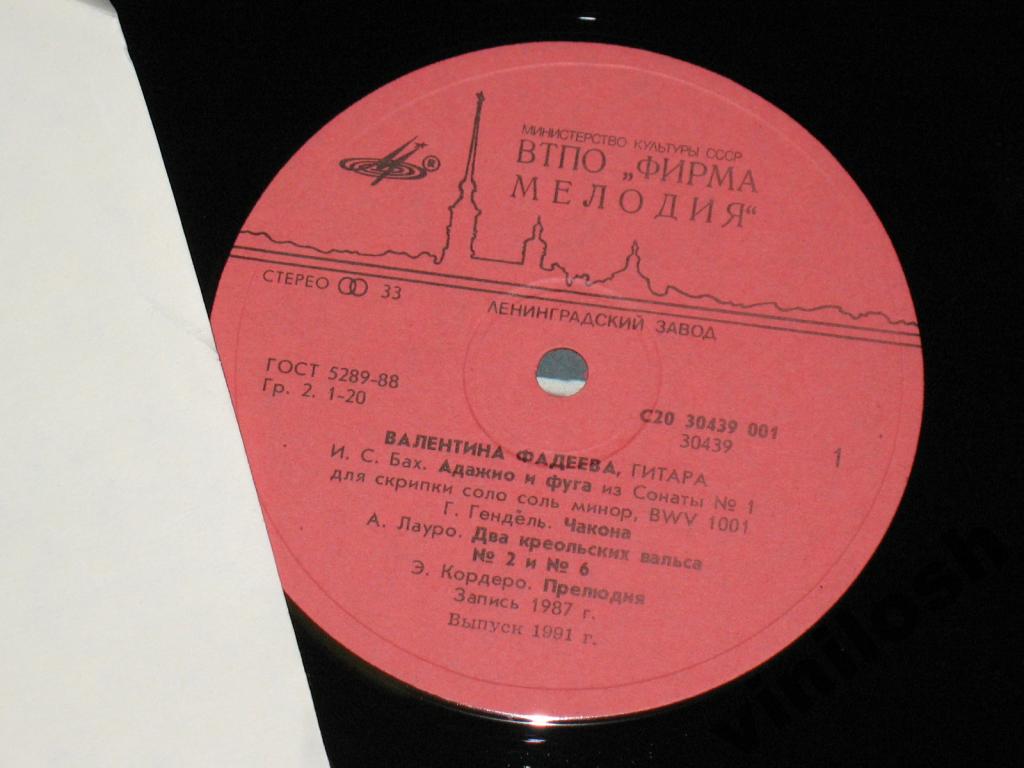 МИНИСТЕРСТВО КУЛЬТУРЫ СССР
ВТПО „ФИРМА
МЕЛОДИЯ“
®
СТЕРЕО 33
ЛЕНИНГРАДСКИЙ ЗАВОД
ГОСТ 5289-88
Гр. 2. 1-20
С20 30439 001
30439
1
ВАЛЕНТИНА ФАДЕЕВА, ГИТАРА
И. С. Бах. Адажио и фуга из Сонаты № 1
для скрипки соло соль минор, BWV 1001
Г. Гендель. Чакона
А. Лауро. Два креольских вальса
№ 2 и № 6
Э. Кордеро. Прелюдия
Запись 1987 г.
Выпуск 1991 г.
vinilosh